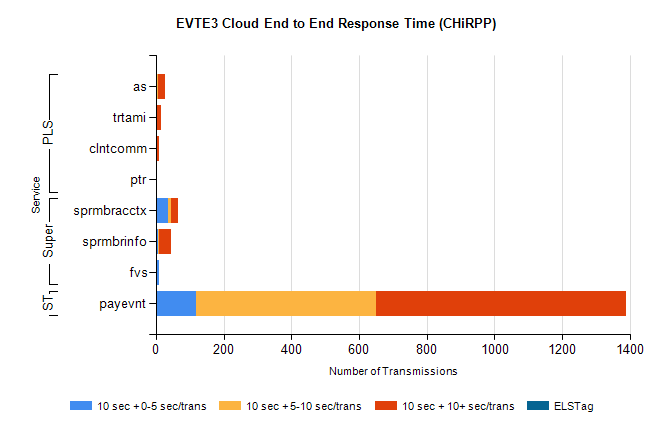 EVTE3 Cloud End to End Response Time (CHiRPP)
Service
PLS
as
trtami
clntcomm
ptr
Super
sprmbracctx
sprmbrinfo
fvs
ST
payevnt
0 200 400 600 800 1000 1200 1400
Number of Transmissions
10 sec +0-5 sec/trans 10 sec +5-10 sec/trans 10 sec + 10+ sec/trans ELSTag